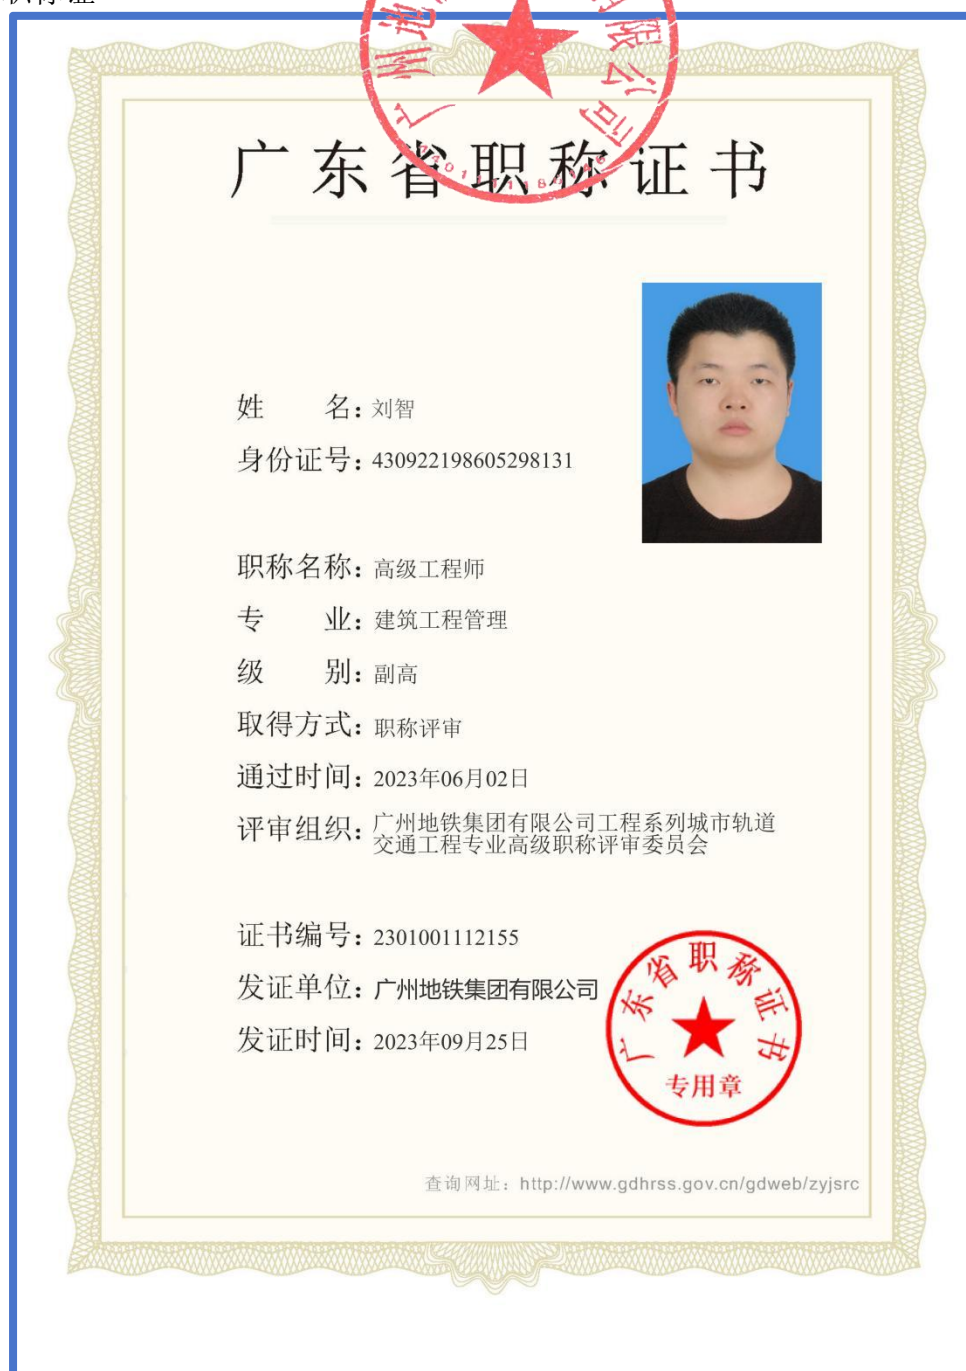 职称证
广东省职称证书
姓 名：刘智
身份证号：430922198605298131
职称名称：高级工程师
专 业：建筑工程管理
级 别：副高
取得方式：职称评审
通过时间：2023年06月02日
评审组织：广州地铁集团有限公司工程系列城市轨道
交通工程专业高级职称评审委员会
证书编号：2301001112155
发证单位：广州地铁集团有限公司
发证时间：2023年09月25日
广东省职称证书
专用章
查询网址：http://www.gdhrss.gov.cn/gdweb/zyjsrc